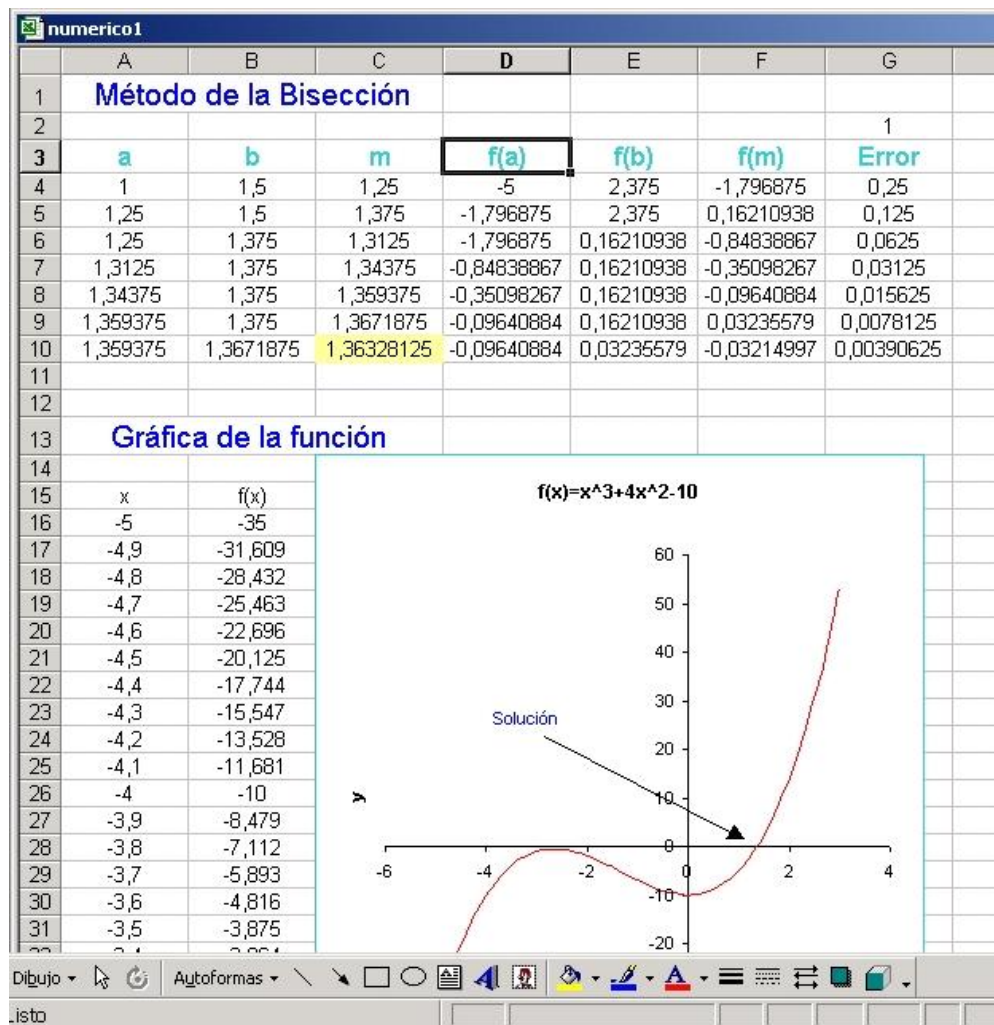 numerico1
A B C D E F G
1 Método de la Bisección
2 1
3 a b m f(a) f(b) f(m) Error
4 1 1,5 1,25 -5 2,375 -1,796875 0,25
5 1,25 1,5 1,375 -1,796875 2,375 0,16210938 0,125
6 1,25 1,375 1,3125 -1,796875 0,16210938 -0,84838867 0,0625
7 1,3125 1,375 1,34375 -0,84838867 0,16210938 -0,35098267 0,03125
8 1,34375 1,375 1,359375 -0,35098267 0,16210938 -0,09640884 0,015625
9 1,359375 1,375 1,3671875 -0,09640884 0,16210938 0,03235579 0,0078125
10 1,359375 1,3671875 1,36328125 -0,09640884 0,03235579 -0,03214997 0,00390625
11
12
13 Gráfica de la función
14
15 x f(x)
16 -5 -35
17 -4,9 -31,609
18 -4,8 -28,432
19 -4,7 -25,463
20 -4,6 -22,696
21 -4,5 -20,125
22 -4,4 -17,744
23 -4,3 -15,547
24 -4,2 -13,528
25 -4,1 -11,681
26 -4 -10
27 -3,9 -8,479
28 -3,8 -7,112
29 -3,7 -5,893
30 -3,6 -4,816
31 -3,5 -3,875
f(x)=x^3+4x^2-10
60
50
40
30
Solución
20
y
10
0
-6 -4 -2 0 2 4
-10
-20
Dibujo Autoformas
Listo